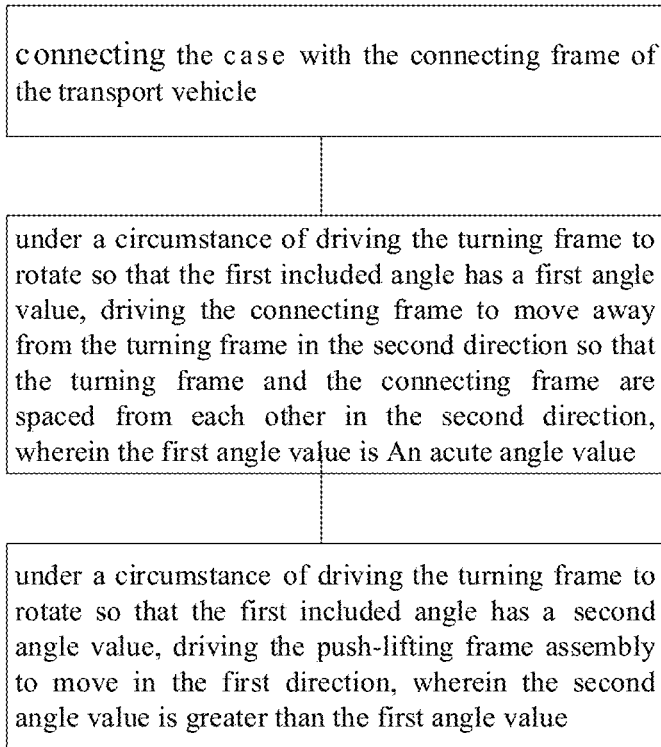 connecting the case with the connecting frame of
the transport vehicle
under a circumstance of driving the turning frame to
rotate so that the first included angle has a first angle
value, driving the connecting frame to move away
from the turning frame in the second direction so that
the turning frame and the connecting frame are
spaced from each other in the second direction,
wherein the first angle value is An acute angle value
under a circumstance of driving the turning frame to
rotate so that the first included angle has a second
angle value, driving the push-lifting frame assembly
to move in the first direction, wherein the second
angle value is greater than the first angle value